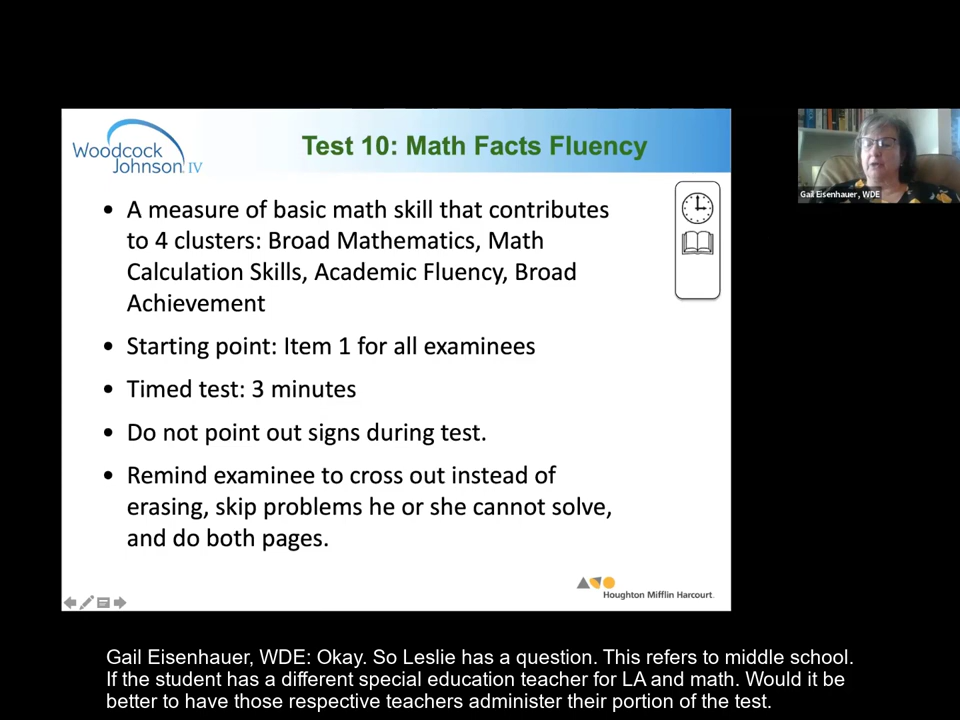 Woodcock
Johnson IV
Test 10: Math Facts Fluency
• A measure of basic math skill that contributes
to 4 clusters: Broad Mathematics, Math
Calculation Skills, Academic Fluency, Broad
Achievement
• Starting point: Item 1 for all examinees
• Timed test: 3 minutes
• Do not point out signs during test.
• Remind examinee to cross out instead of
erasing, skip problems he or she cannot solve,
and do both pages.
Houghton Mifflin Harcourt.
Gail Eisenhauer, WDE
Gail Eisenhauer, WDE: Okay. So Leslie has a question. This refers to middle school.
If the student has a different special education teacher for LA and math. Would it be
better to have those respective teachers administer their portion of the test.